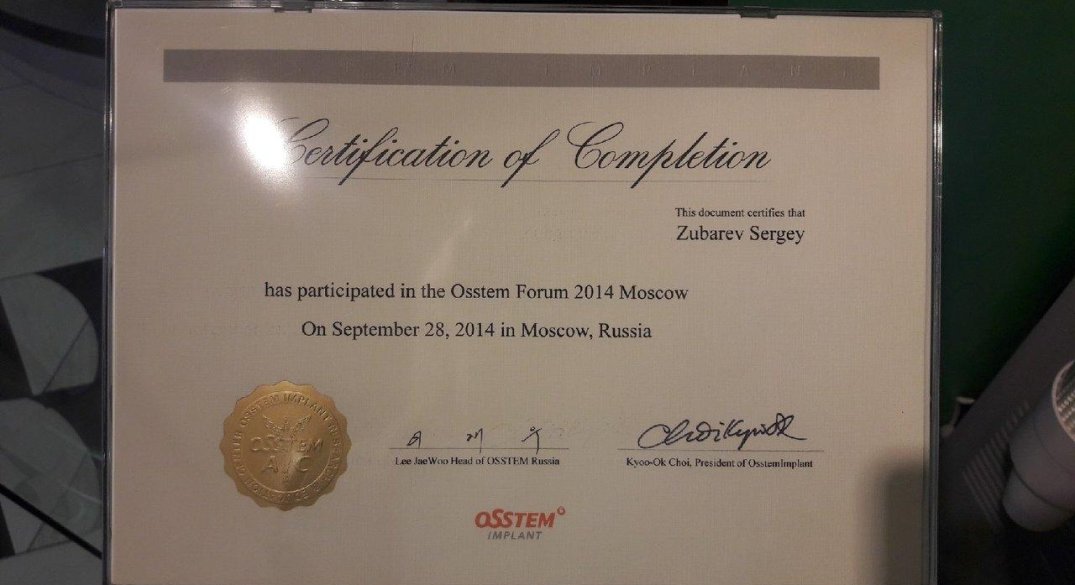 Certification of Completion
This document certifies that
Zubarev Sergey
has participated in the Osstem Forum 2014 Moscow
On September 28, 2014 in Moscow, Russia
OSSTEM
AIC
Lee JaeWoo Head of OSSTEM Russia
Kyoo-Ok Choi, President of OsstemImplant
OSSTEM
IMPLANT